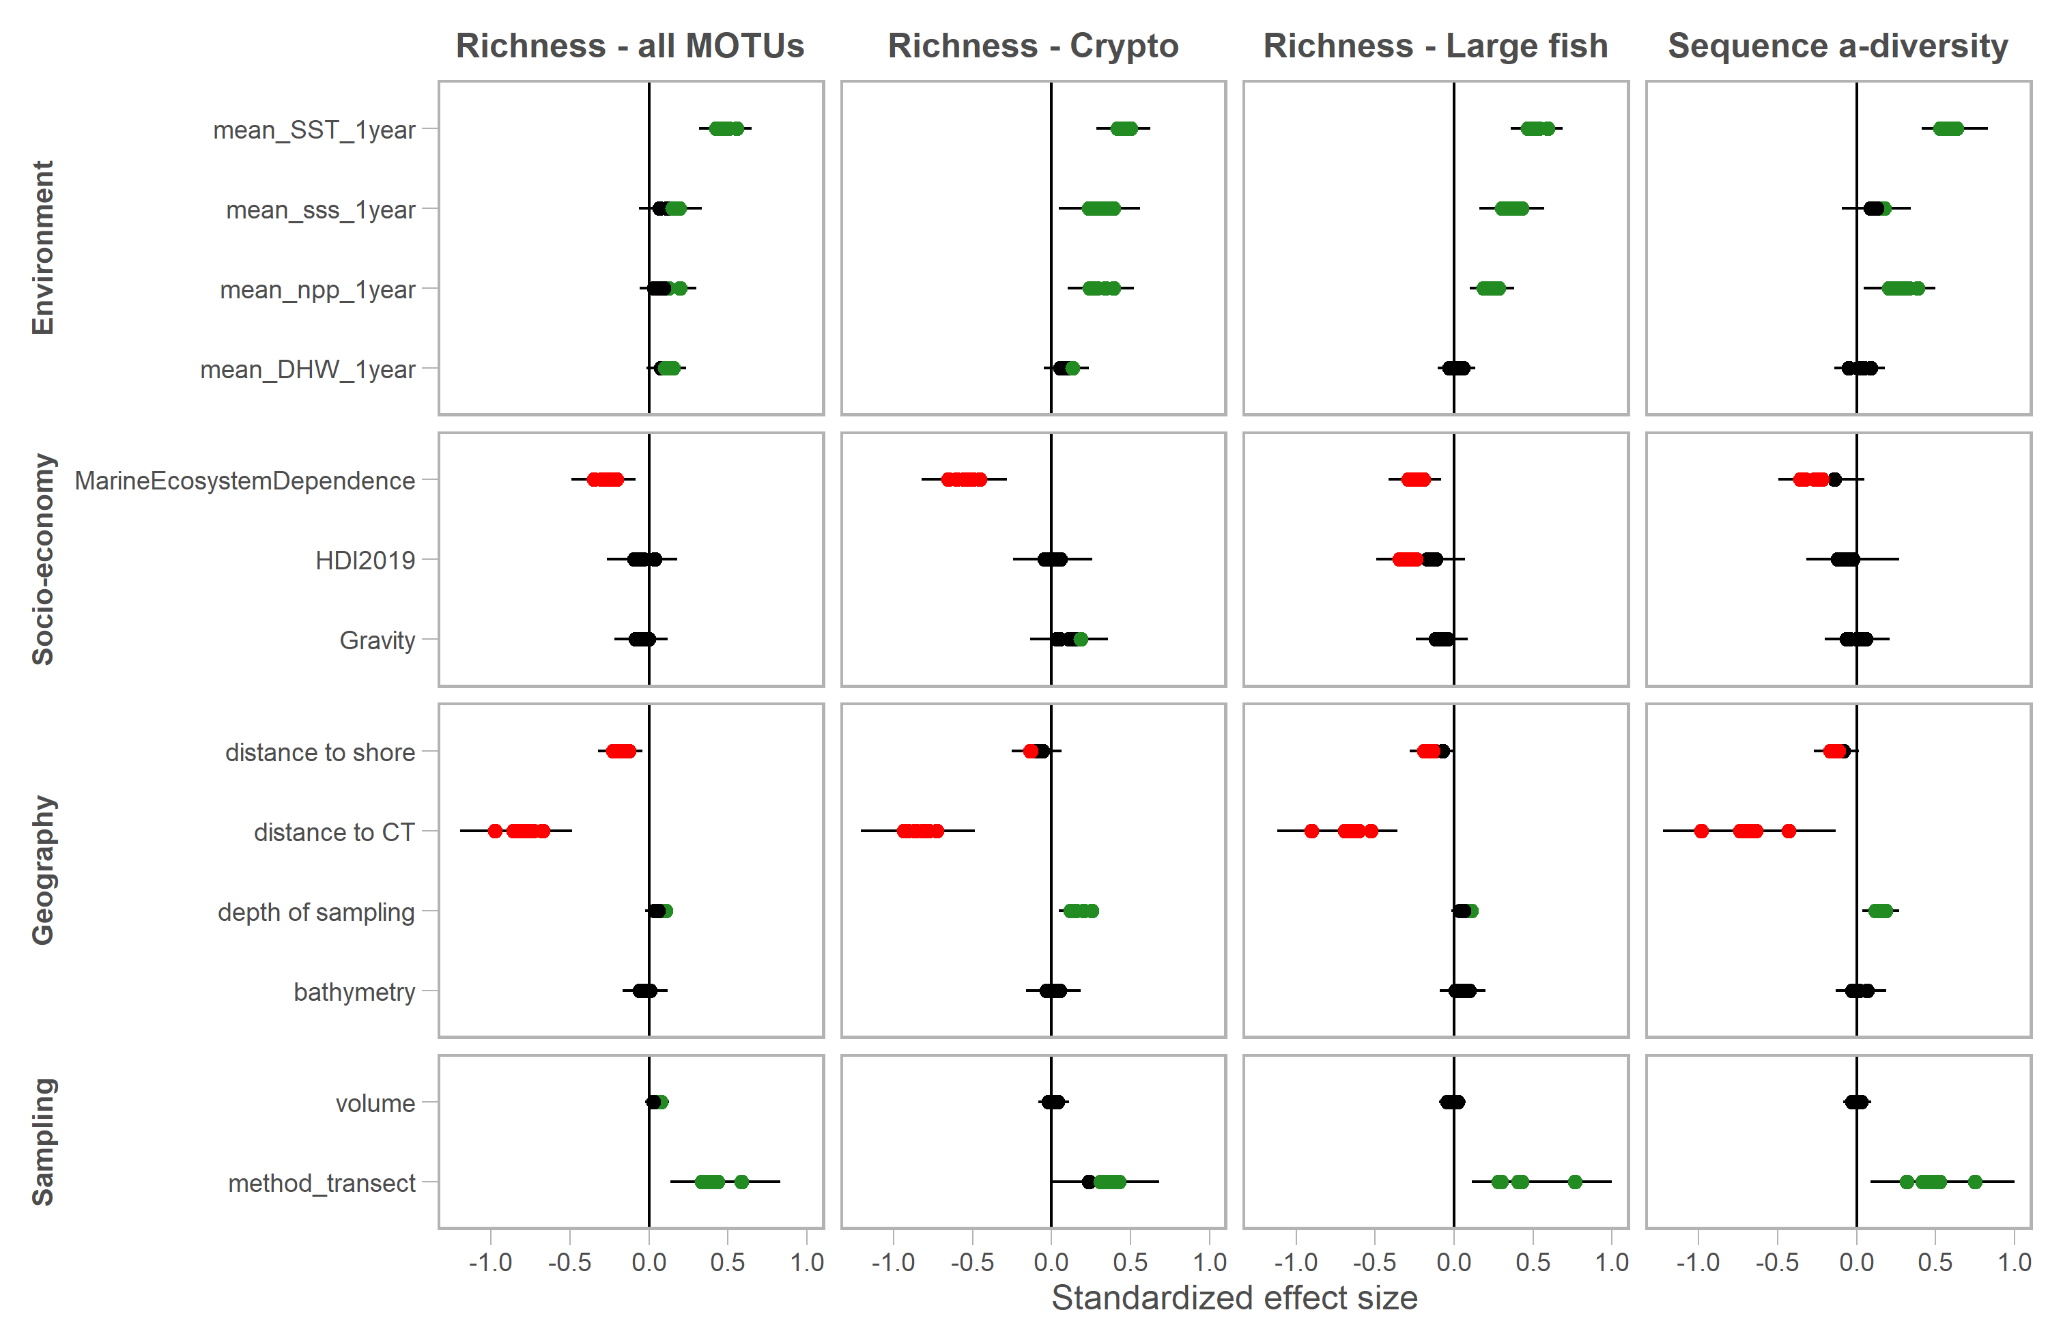 Richness - all MOTUs
Richness - Crypto
Richness - Large fish
Sequence a-diversity
Environment
mean_SST_1year
mean_sss_1year
mean_npp_1year
mean_DHW_1year
Socio-economy
MarineEcosystemDependence
HDI2019
Gravity
Geography
distance to shore
distance to CT
depth of sampling
bathymetry
Sampling
volume
method_transect
-1.0 -0.5 0.0 0.5 1.0
-1.0 -0.5 0.0 0.5 1.0
-1.0 -0.5 0.0 0.5 1.0
-1.0 -0.5 0.0 0.5 1.0
Standardized effect size